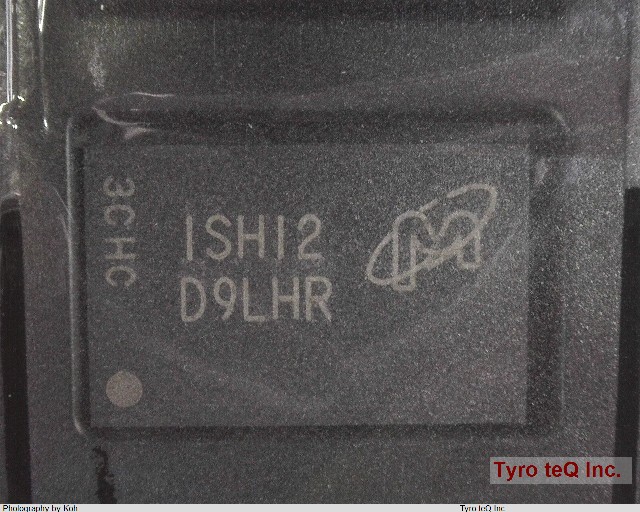 3CHC
1SH12
D9LHR
Tyro teQ Inc.
Photography by Koh
Tyro teQ Inc